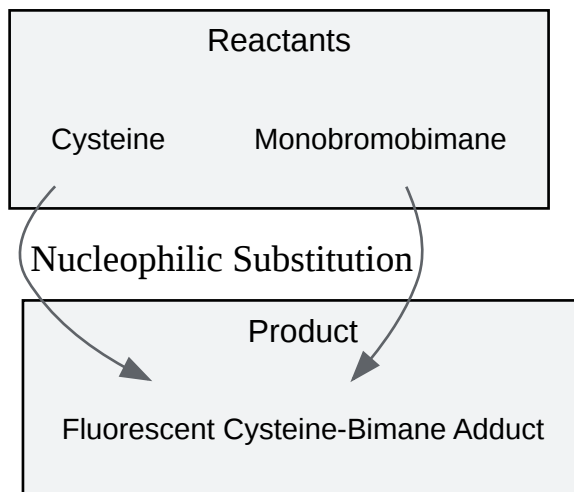 Reactants
Cysteine Monobromobimane
Nucleophilic Substitution
Product
Fluorescent Cysteine-Bimane Adduct